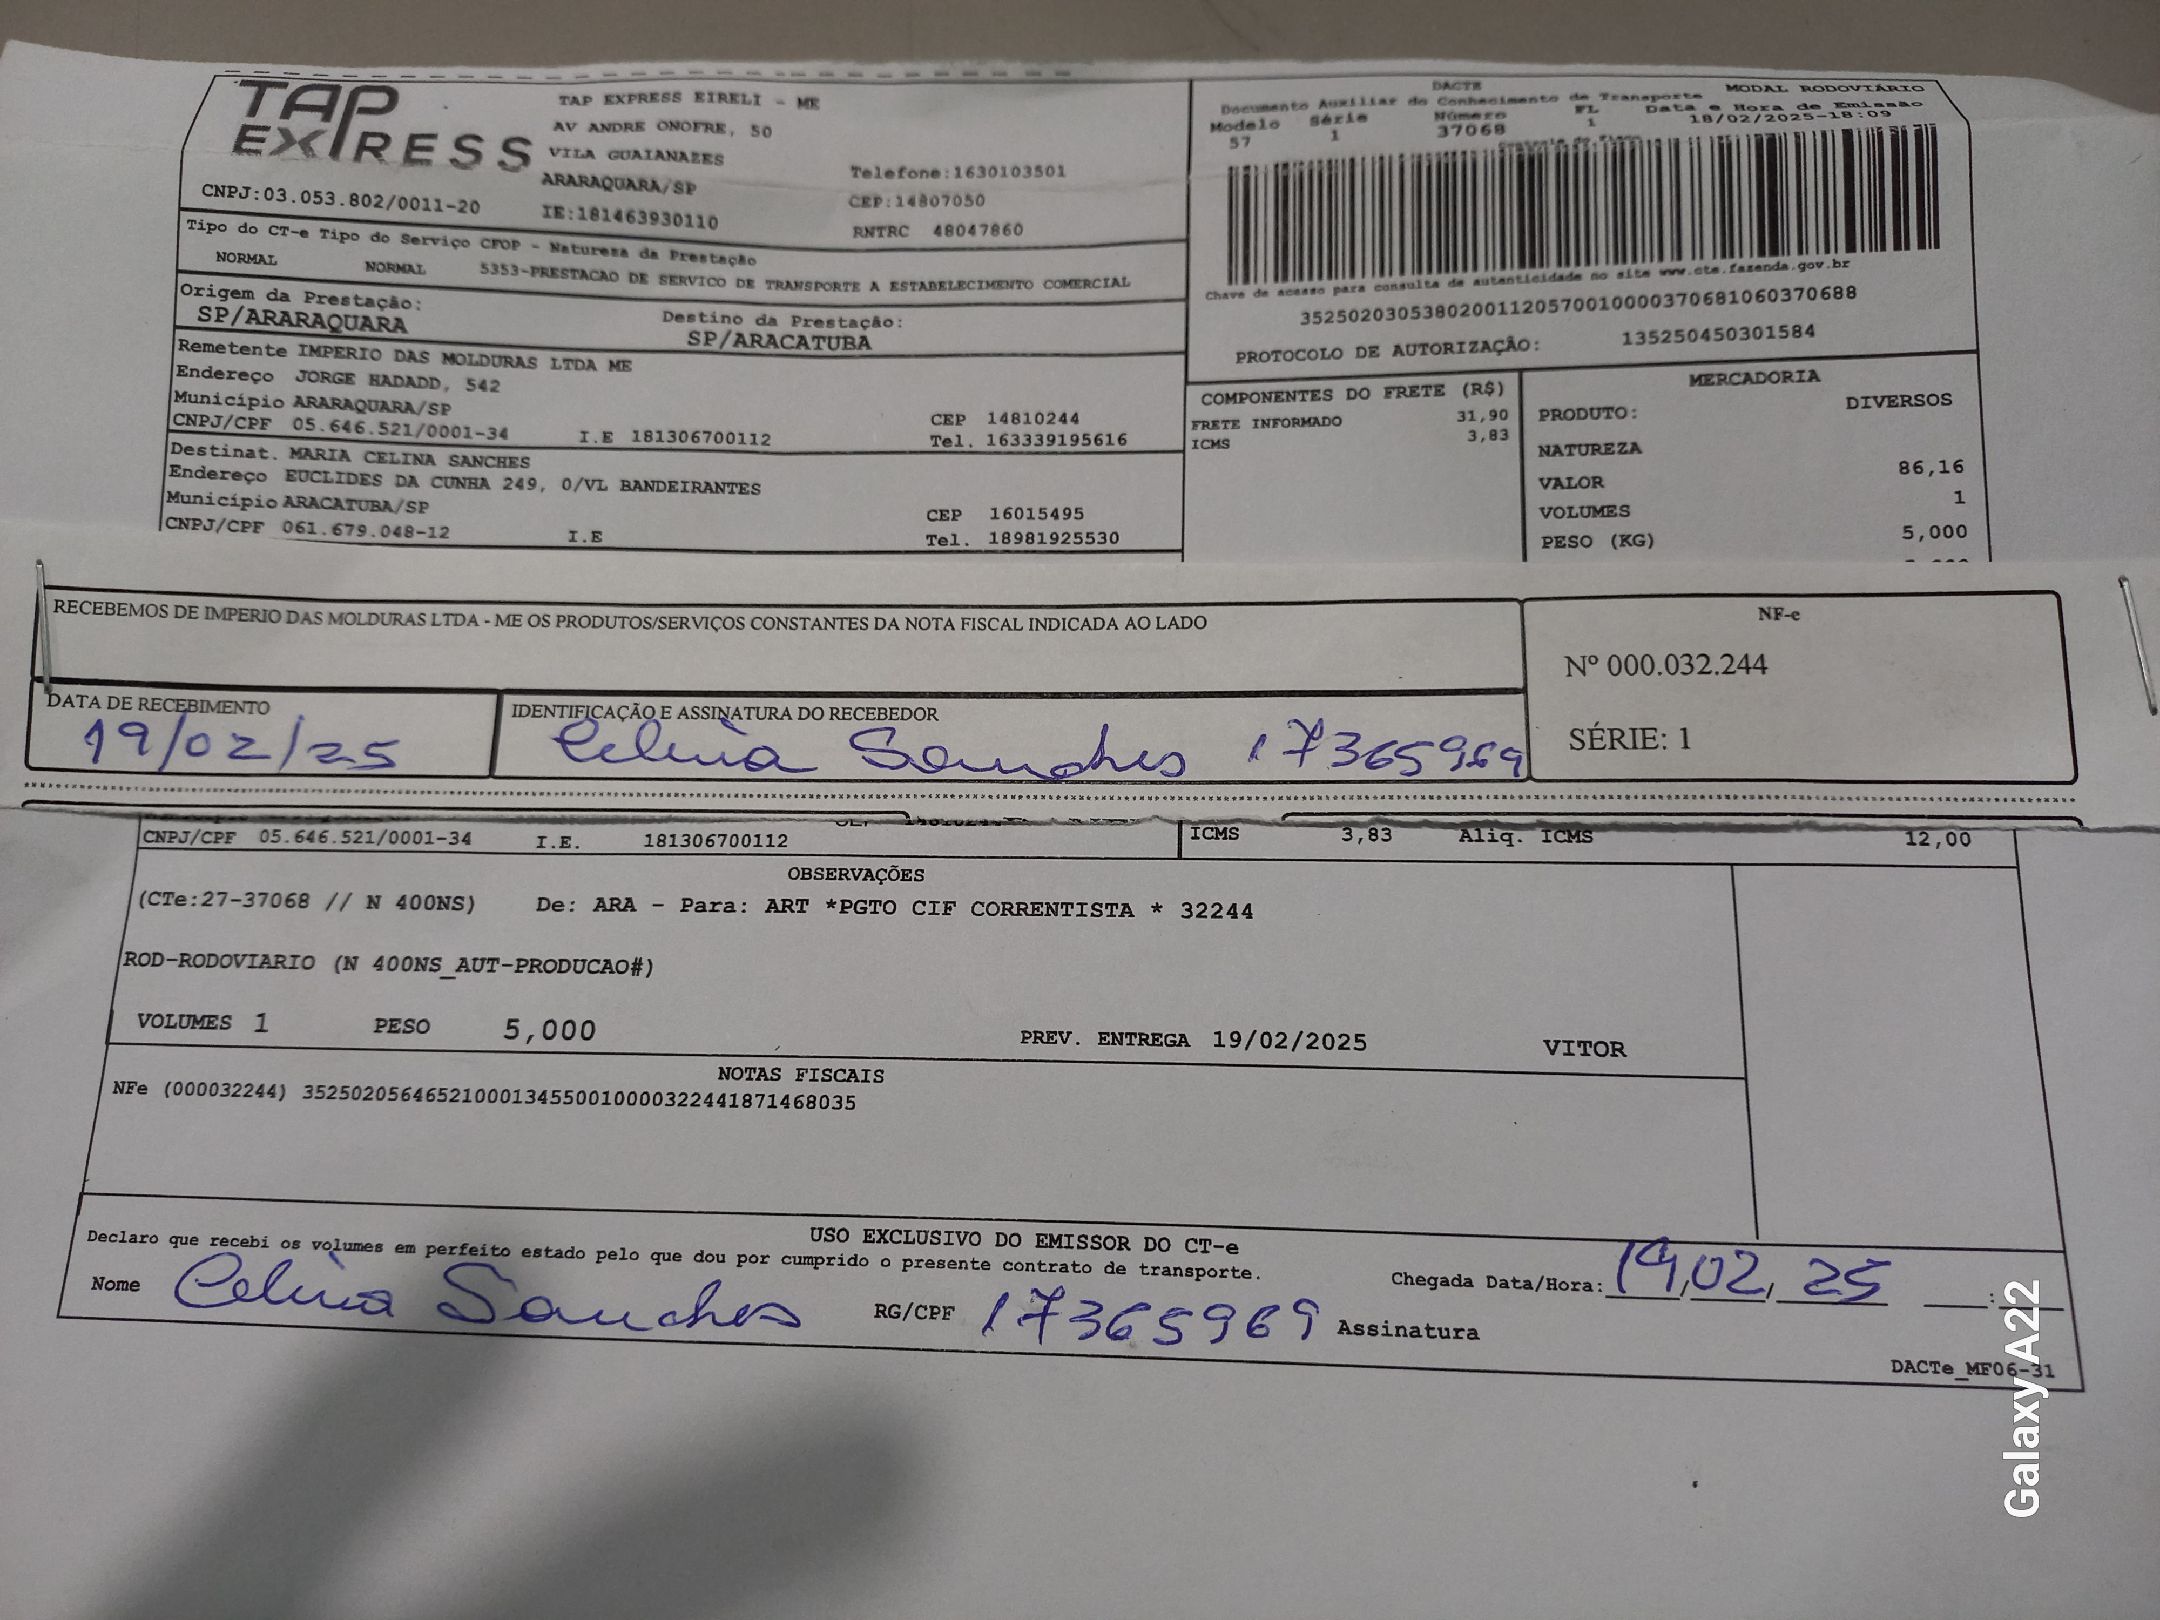 TAP EXPRESS
TAP EXPRESS EIRELI - ME
AV ANDRE ONOFRE, 50
VILA GUAIANAZES
ARARAQUARA/SP
Telefone:1630103501
CEP:14807050
CNPJ:03.053.802/0011-20 IE:181463930110 RNTRC 48047860
DACTE MODAL RODOVIÁRIO
Documento Auxiliar do Conhecimento de Transporte
Modelo Série Número FL Data e Hora de Emissão
57 1 37068 1 18/02/2025-18:09
Chave de acesso para consulta de autenticidade no site www.cte.fazenda.gov.br
35250203053802001120570010000370681060370688
PROTOCOLO DE AUTORIZAÇÃO: 135250450301584
Tipo do CT-e Tipo do Serviço CFOP - Natureza da Prestação
NORMAL NORMAL 5353-PRESTACAO DE SERVICO DE TRANSPORTE A ESTABELECIMENTO COMERCIAL
Origem da Prestação: Destino da Prestação:
SP/ARARAQUARA SP/ARACATUBA
Remetente IMPERIO DAS MOLDURAS LTDA ME
Endereço JORGE HADADD, 542
Município ARARAQUARA/SP CEP 14810244
CNPJ/CPF 05.646.521/0001-34 I.E 181306700112 Tel. 163339195616
Destinat. MARIA CELINA SANCHES
Endereço EUCLIDES DA CUNHA 249, 0/VL BANDEIRANTES
Município ARACATUBA/SP CEP 16015495
CNPJ/CPF 061.679.048-12 I.E Tel. 18981925530
COMPONENTES DO FRETE (R$)
FRETE INFORMADO 31,90
ICMS 3,83
MERCADORIA
PRODUTO: DIVERSOS
NATUREZA
VALOR 86,16
VOLUMES 1
PESO (KG) 5,000
RECEBEMOS DE IMPERIO DAS MOLDURAS LTDA - ME OS PRODUTOS/SERVIÇOS CONSTANTES DA NOTA FISCAL INDICADA AO LADO
NF-e
Nº 000.032.244
SÉRIE: 1
DATA DE RECEBIMENTO IDENTIFICAÇÃO E ASSINATURA DO RECEBEDOR
19/02/25 Celina Sanches 17365969
CNPJ/CPF 05.646.521/0001-34 I.E. 181306700112 ICMS 3,83 Aliq. ICMS 12,00
OBSERVAÇÕES
(CTe:27-37068 // N 400NS) De: ARA - Para: ART *PGTO CIF CORRENTISTA * 32244
ROD-RODOVIARIO (N 400NS_AUT-PRODUCAO#)
VOLUMES 1 PESO 5,000 PREV. ENTREGA 19/02/2025 VITOR
NOTAS FISCAIS
NFe (000032244) 35250205646521000134550010000322441871468035
USO EXCLUSIVO DO EMISSOR DO CT-e
Declaro que recebi os volumes em perfeito estado pelo que dou por cumprido o presente contrato de transporte.
Nome Celina Sanches RG/CPF 17365969 Assinatura
Chegada Data/Hora: 19/02/25 __:__
DACTe_MF06-31
Galaxy A22